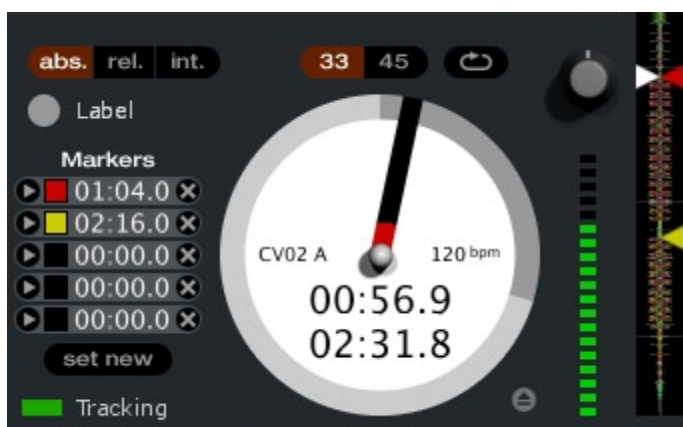 abs. rel. int.
33 45
Label
Markers
01:04.0
02:16.0
00:00.0
00:00.0
00:00.0
set new
Tracking
CV02 A
120 bpm
00:56.9
02:31.8